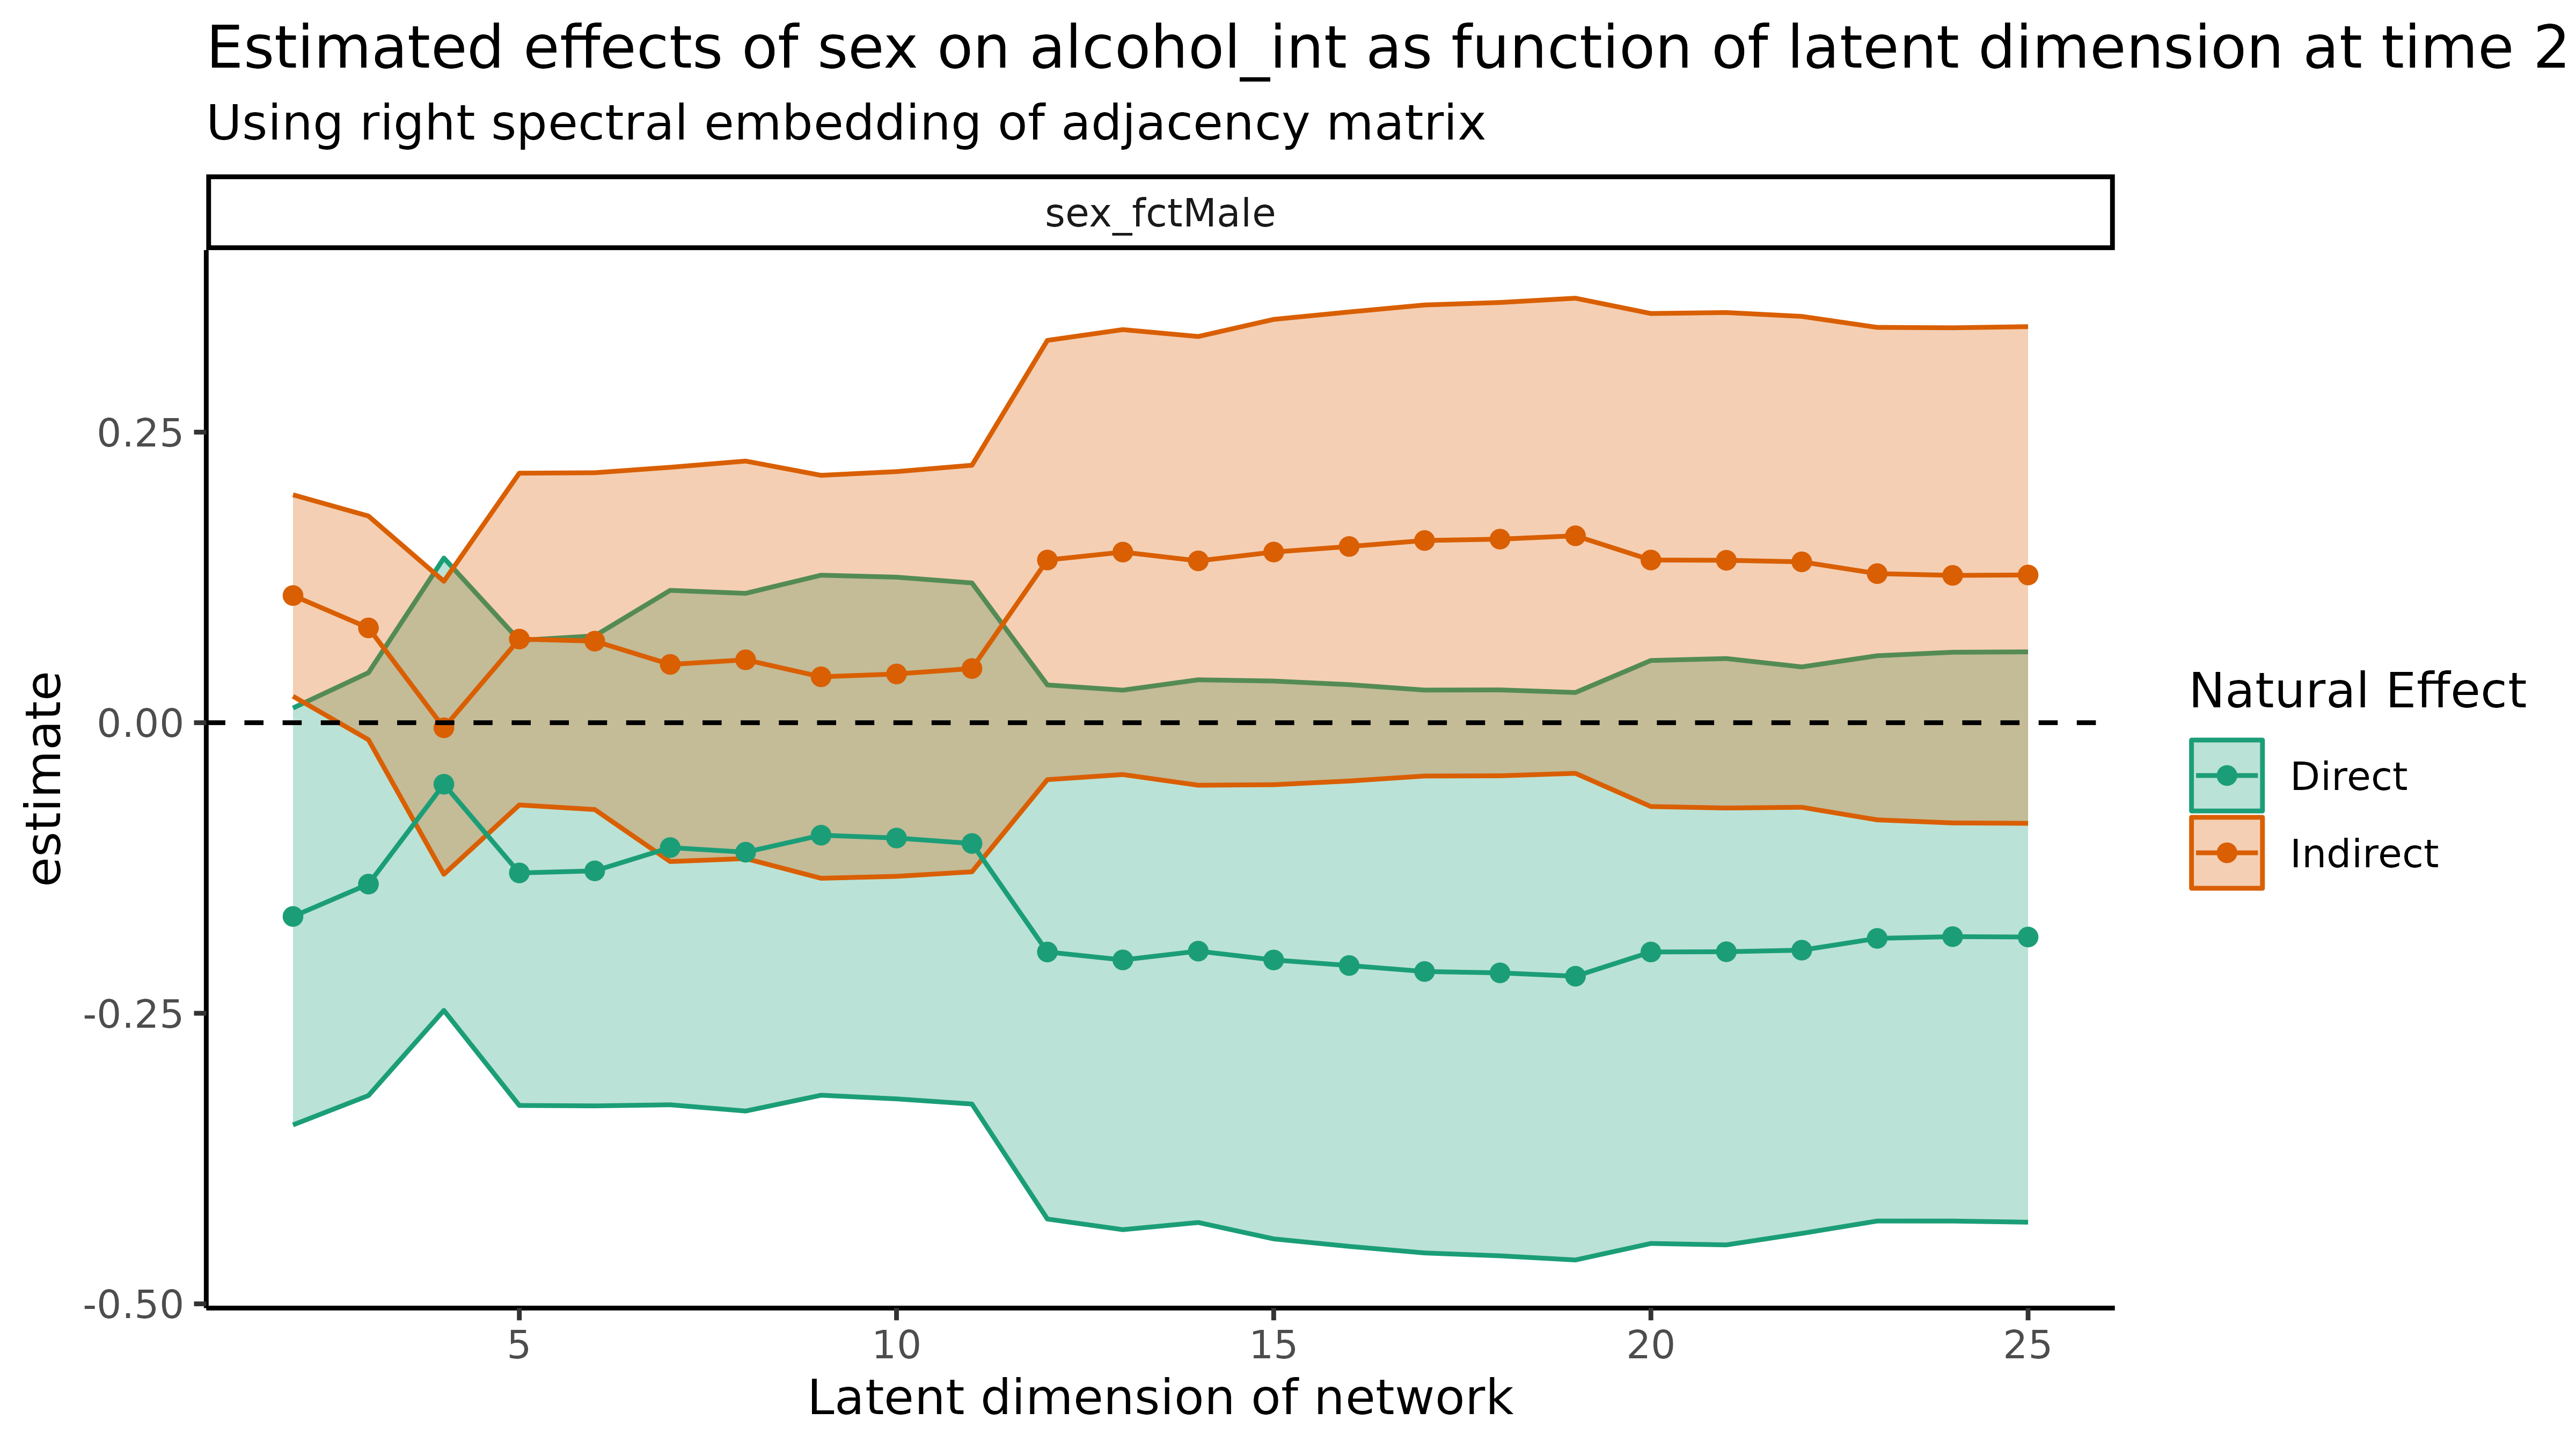 Estimated effects of sex on alcohol_int as function of latent dimension at time 2
Using right spectral embedding of adjacency matrix
sex_fctMale
0.25
0.00
-0.25
-0.50
estimate
5
10
15
20
25
Latent dimension of network
Natural Effect
Direct
Indirect